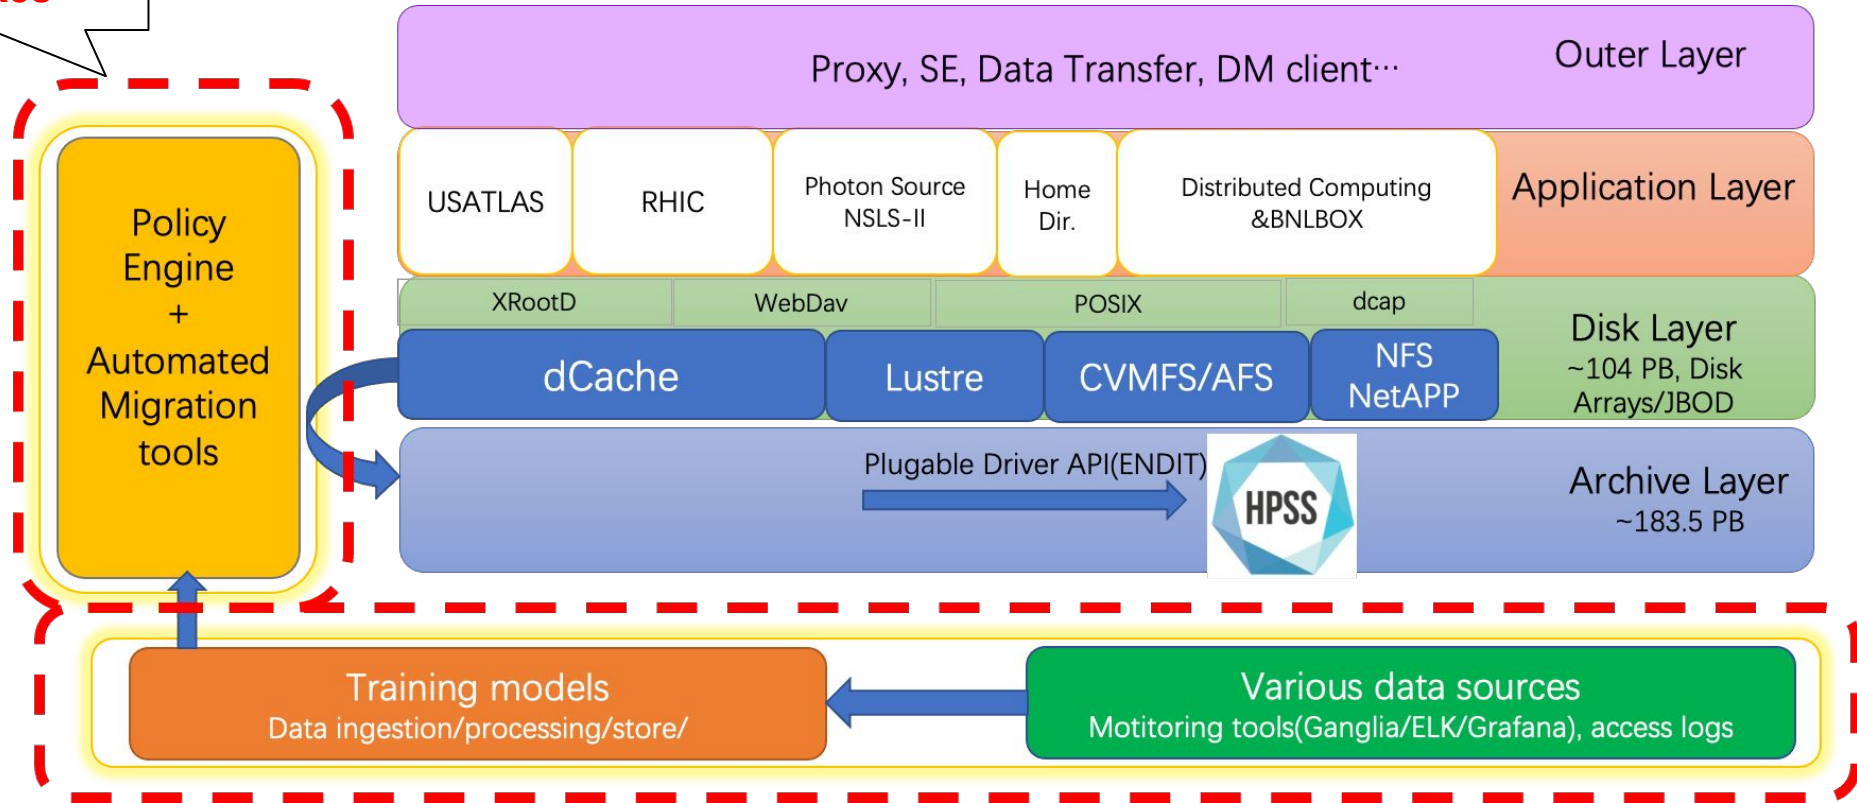 Proxy, SE, Data Transfer, DM client···
Outer Layer
USATLAS
RHIC
Photon Source
NSLS-II
Home
Dir.
Distributed Computing
&BNLBOX
Application Layer
XRootD
WebDav
POSIX
dcap
dCache
Lustre
CVMFS/AFS
NFS
NetAPP
Disk Layer
~104 PB, Disk
Arrays/JBOD
Plugable Driver API(ENDIT)
HPSS
Archive Layer
~183.5 PB
Policy
Engine
+
Automated
Migration
tools
Training models
Data ingestion/processing/store/
Various data sources
Motitoring tools(Ganglia/ELK/Grafana), access logs